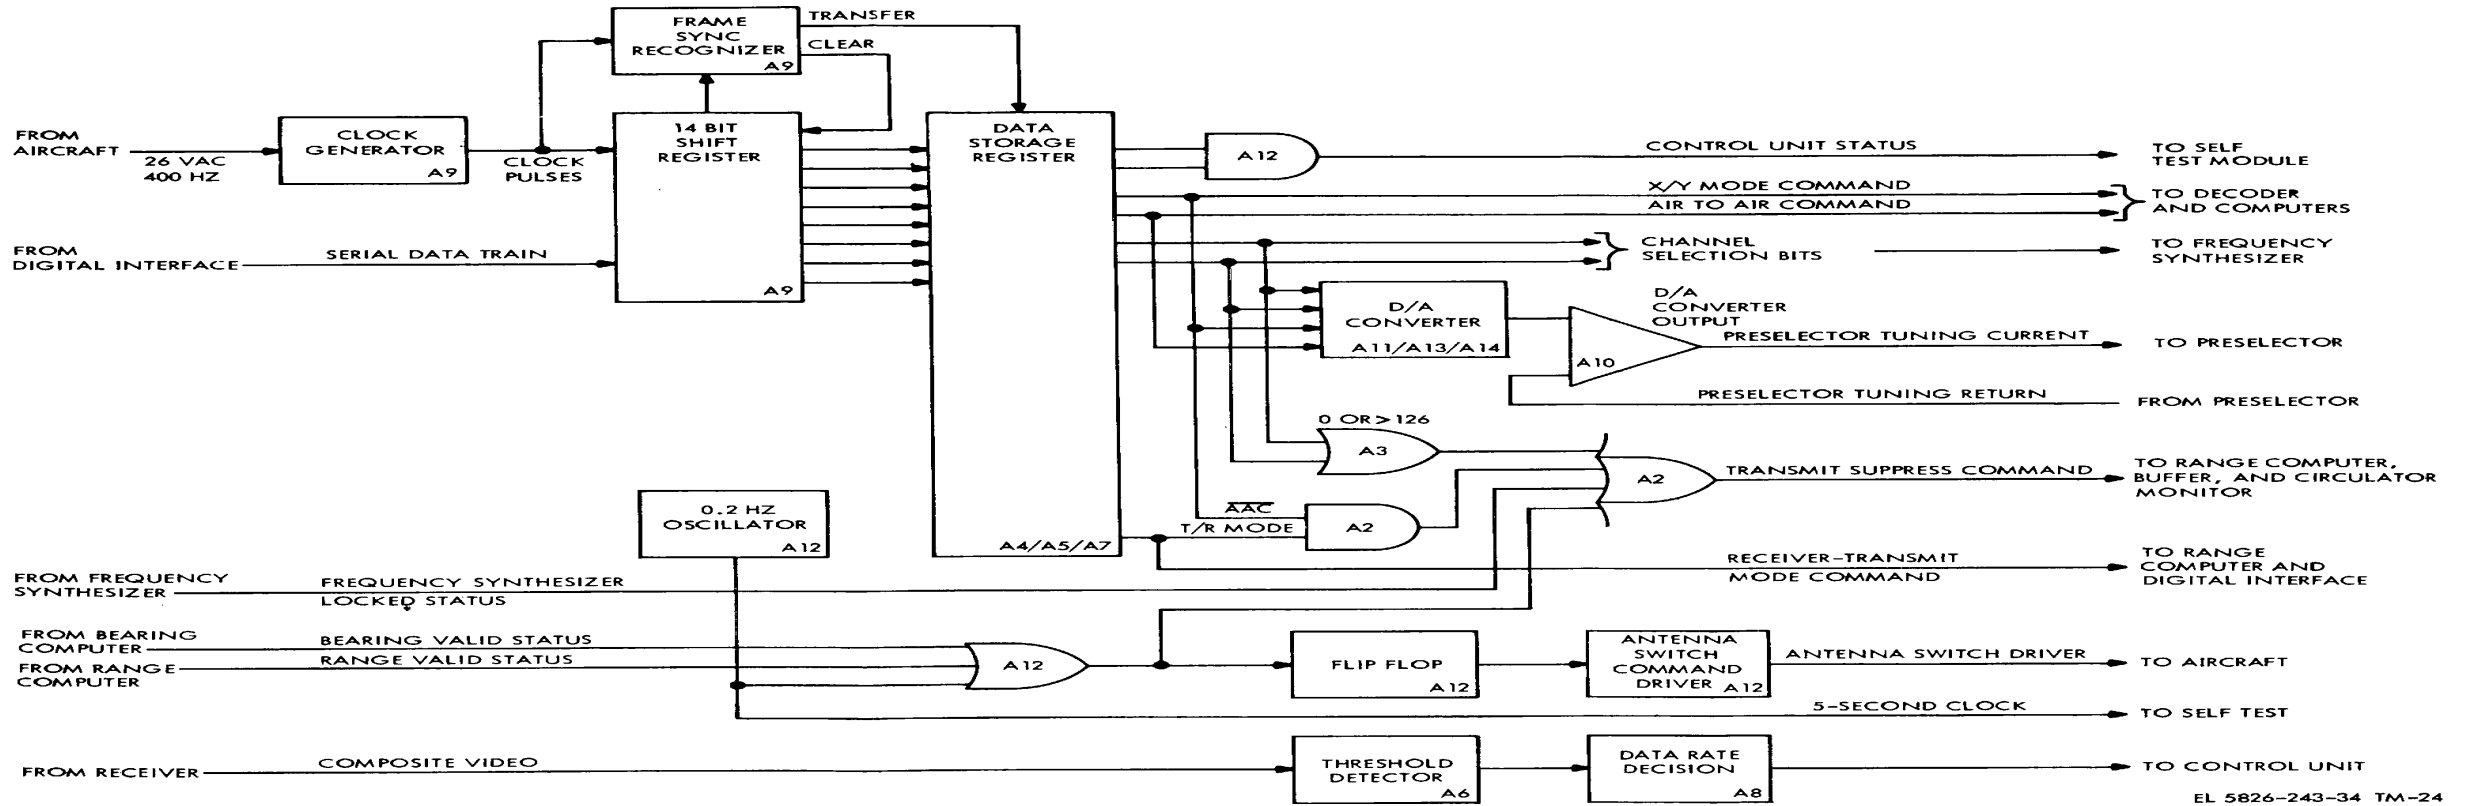 FRAME
SYNC
RECOGNIZER
A9
TRANSFER
CLEAR
FROM
AIRCRAFT
26 VAC
400 HZ
CLOCK
GENERATOR
A9
CLOCK
PULSES
14 BIT
SHIFT
REGISTER
A9
DATA
STORAGE
REGISTER
A4/A5/A7
A12
CONTROL UNIT STATUS
TO SELF
TEST MODULE
X/Y MODE COMMAND
AIR TO AIR COMMAND
TO DECODER
AND COMPUTERS
FROM
DIGITAL INTERFACE
SERIAL DATA TRAIN
CHANNEL
SELECTION BITS
TO FREQUENCY
SYNTHESIZER
D/A
CONVERTER
A11/A13/A14
D/A
CONVERTER
OUTPUT
A10
PRESELECTOR TUNING CURRENT
TO PRESELECTOR
PRESELECTOR TUNING RETURN
FROM PRESELECTOR
0 OR > 126
A3
A2
TRANSMIT SUPPRESS COMMAND
TO RANGE COMPUTER,
BUFFER, AND CIRCULATOR
MONITOR
AAC
T/R MODE
A2
0.2 HZ
OSCILLATOR
A12
RECEIVER-TRANSMIT
MODE COMMAND
TO RANGE
COMPUTER AND
DIGITAL INTERFACE
FROM FREQUENCY
SYNTHESIZER
FREQUENCY SYNTHESIZER
LOCKED STATUS
FROM BEARING
COMPUTER
BEARING VALID STATUS
FROM RANGE
COMPUTER
RANGE VALID STATUS
A12
FLIP FLOP
A12
ANTENNA
SWITCH
COMMAND
DRIVER A12
ANTENNA SWITCH DRIVER
TO AIRCRAFT
5-SECOND CLOCK
TO SELF TEST
FROM RECEIVER
COMPOSITE VIDEO
THRESHOLD
DETECTOR
A6
DATA RATE
DECISION
A8
TO CONTROL UNIT
EL 5826-243-34 TM-24